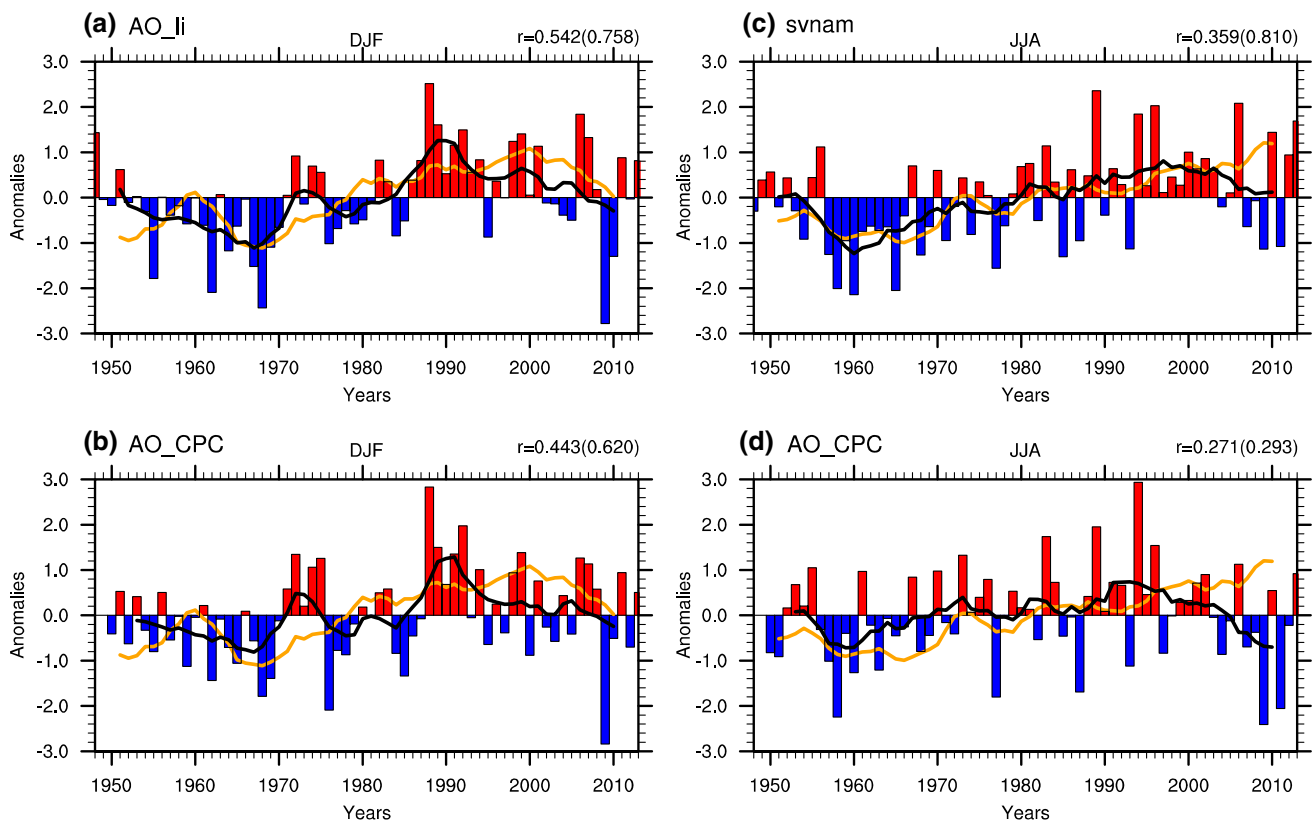 (a) AO_li
DJF
r=0.542(0.758)
3.0
2.0
1.0
0.0
-1.0
-2.0
-3.0
Anomalies
1950 1960 1970 1980 1990 2000 2010
Years
(c) svnam
JJA
r=0.359(0.810)
3.0
2.0
1.0
0.0
-1.0
-2.0
-3.0
Anomalies
1950 1960 1970 1980 1990 2000 2010
Years
(b) AO_CPC
DJF
r=0.443(0.620)
3.0
2.0
1.0
0.0
-1.0
-2.0
-3.0
Anomalies
1950 1960 1970 1980 1990 2000 2010
Years
(d) AO_CPC
JJA
r=0.271(0.293)
3.0
2.0
1.0
0.0
-1.0
-2.0
-3.0
Anomalies
1950 1960 1970 1980 1990 2000 2010
Years